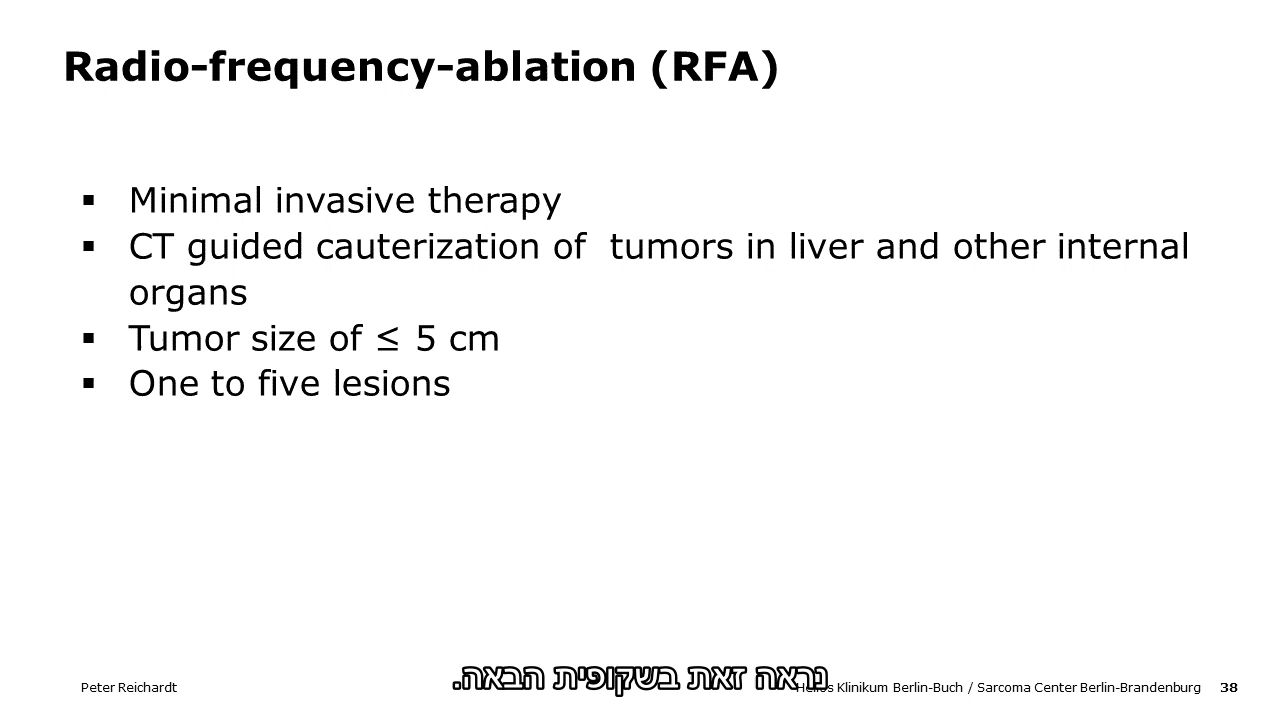 Radio-frequency-ablation (RFA)
▪ Minimal invasive therapy
▪ CT guided cauterization of tumors in liver and other internal
organs
▪ Tumor size of ≤ 5 cm
▪ One to five lesions
נראה זאת בשקופית הבאה.
Peter Reichardt
Helios Klinikum Berlin-Buch / Sarcoma Center Berlin-Brandenburg 38